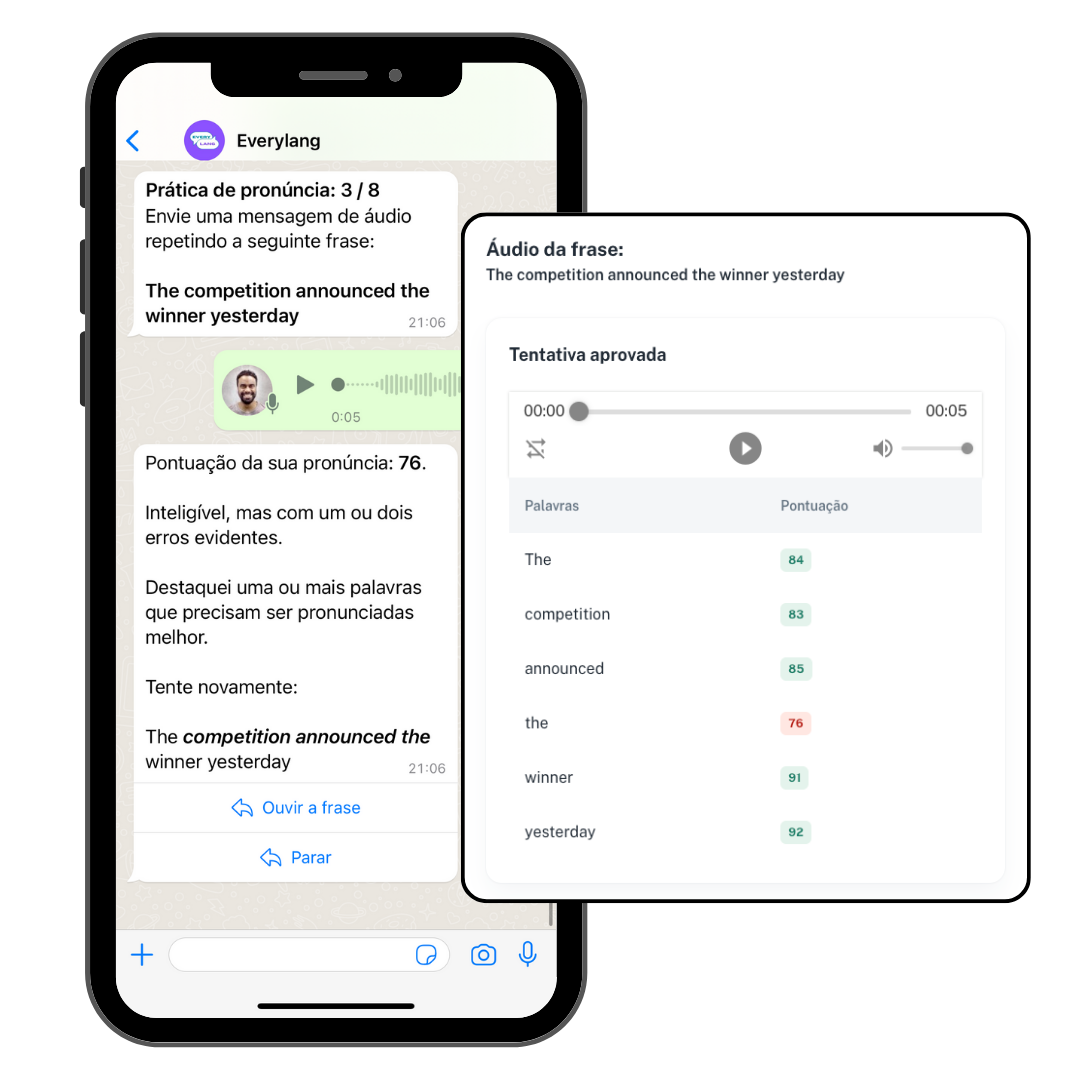 EVERY
LANG
Everylang
Prática de pronúncia: 3 / 8
Envie uma mensagem de áudio
repetindo a seguinte frase:
The competition announced the
winner yesterday
21:06
0:05
Pontuação da sua pronúncia: 76.
Inteligível, mas com um ou dois
erros evidentes.
Destaquei uma ou mais palavras
que precisam ser pronunciadas
melhor.
Tente novamente:
The competition announced the
winner yesterday
21:06
Ouvir a frase
Parar
Áudio da frase:
The competition announced the winner yesterday
Tentativa aprovada
00:00 00:05
Palavras Pontuação
The 84
competition 83
announced 85
the 76
winner 91
yesterday 92